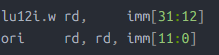 lu12i.w rd,     imm[31:12]
ori     rd, rd, imm[11:0]